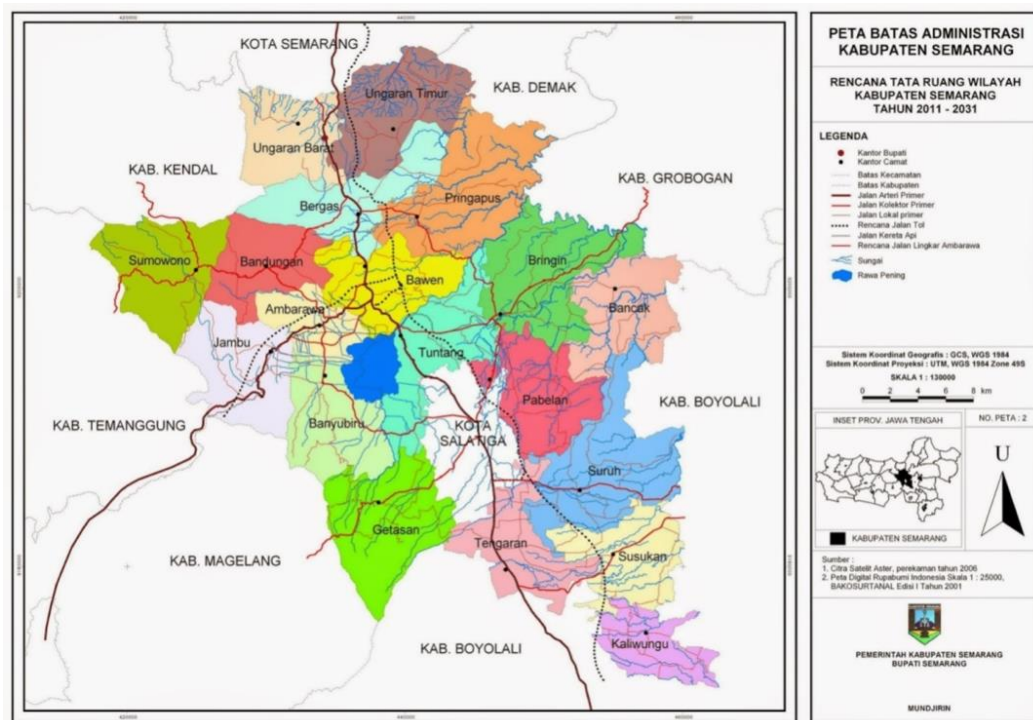 KOTA SEMARANG
Ungaran Timur
KAB. DEMAK
Ungaran Barat
KAB. KENDAL
KAB. GROBOGAN
Bergas
Pringapus
Sumowono
Bandungan
Bringin
Bawen
Bancak
Ambarawa
Jambu
Tuntang
Pabelan
KAB. BOYOLALI
KAB. TEMANGGUNG
Banyubiru
KOTA
SALATIGA
Suruh
Getasan
Tengaran
KAB. MAGELANG
Susukan
KAB. BOYOLALI
Kaliwungu
PETA BATAS ADMINISTRASI
KABUPATEN SEMARANG
RENCANA TATA RUANG WILAYAH
KABUPATEN SEMARANG
TAHUN 2011 - 2031
LEGENDA
Kantor Bupati
Kantor Camat
Batas Kecamatan
Batas Kabupaten
Jalan Arteri Primer
Jalan Kolektor Primer
Jalan Lokal primer
Rencana Jalan Tol
Jalan Kereta Api
Rencana Jalan Lingkar Ambarawa
Sungai
Rawa Pening
Sistem Koordinat Geografis : GCS, WGS 1984
Sistem Koordinat Proyeksi : UTM, WGS 1984 Zone 49S
SKALA 1 : 130000
0 2 4 6 8 km
INSET PROV. JAWA TENGAH
NO. PETA : 2
U
KABUPATEN SEMARANG
Sumber :
1. Citra Satelit Aster, perekaman tahun 2006
2. Peta Digital Rupabumi Indonesia Skala 1 : 25000,
BAKOSURTANAL Edisi I Tahun 2001
PEMERINTAH KABUPATEN SEMARANG
BUPATI SEMARANG
MUNDJIRIN